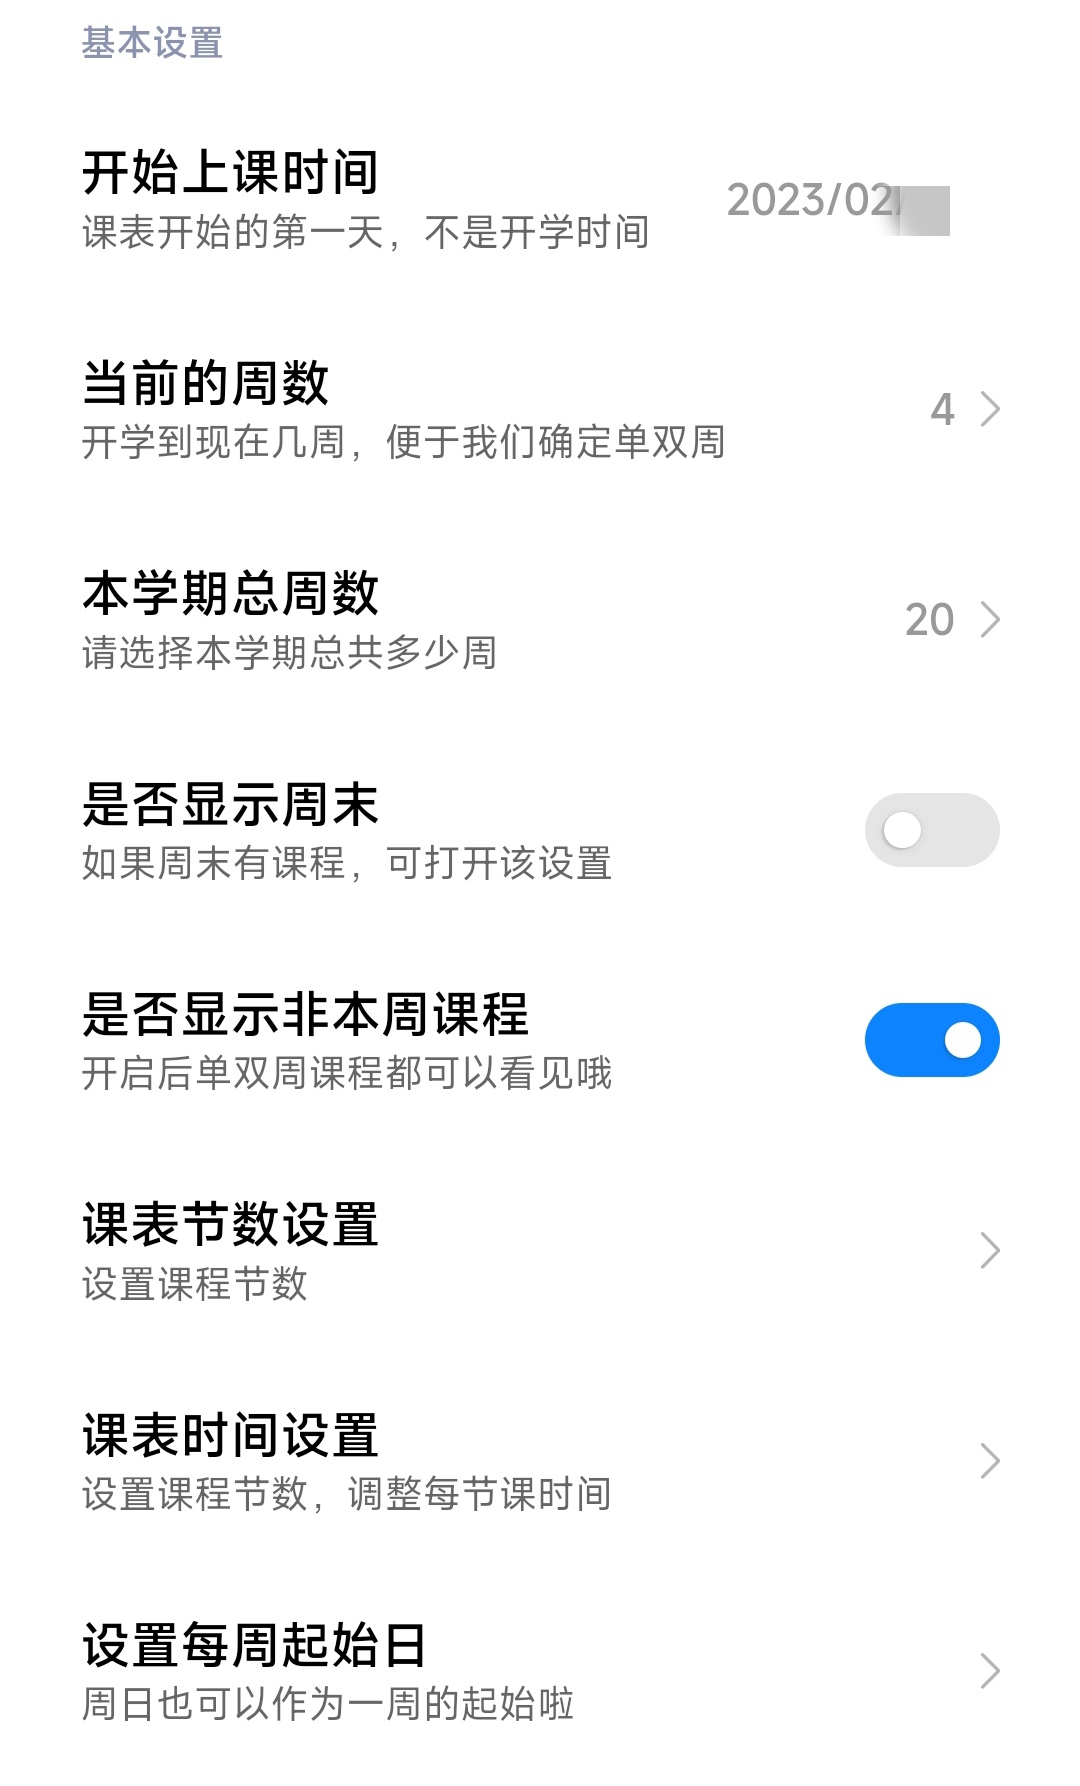 基本设置
开始上课时间
课表开始的第一天，不是开学时间
2023/02/
当前的周数
开学到现在几周，便于我们确定单双周
4
本学期总周数
请选择本学期总共多少周
20
是否显示周末
如果周末有课程，可打开该设置
是否显示非本周课程
开启后单双周课程都可以看见哦
课表节数设置
设置课程节数
课表时间设置
设置课程节数，调整每节课时间
设置每周起始日
周日也可以作为一周的起始啦